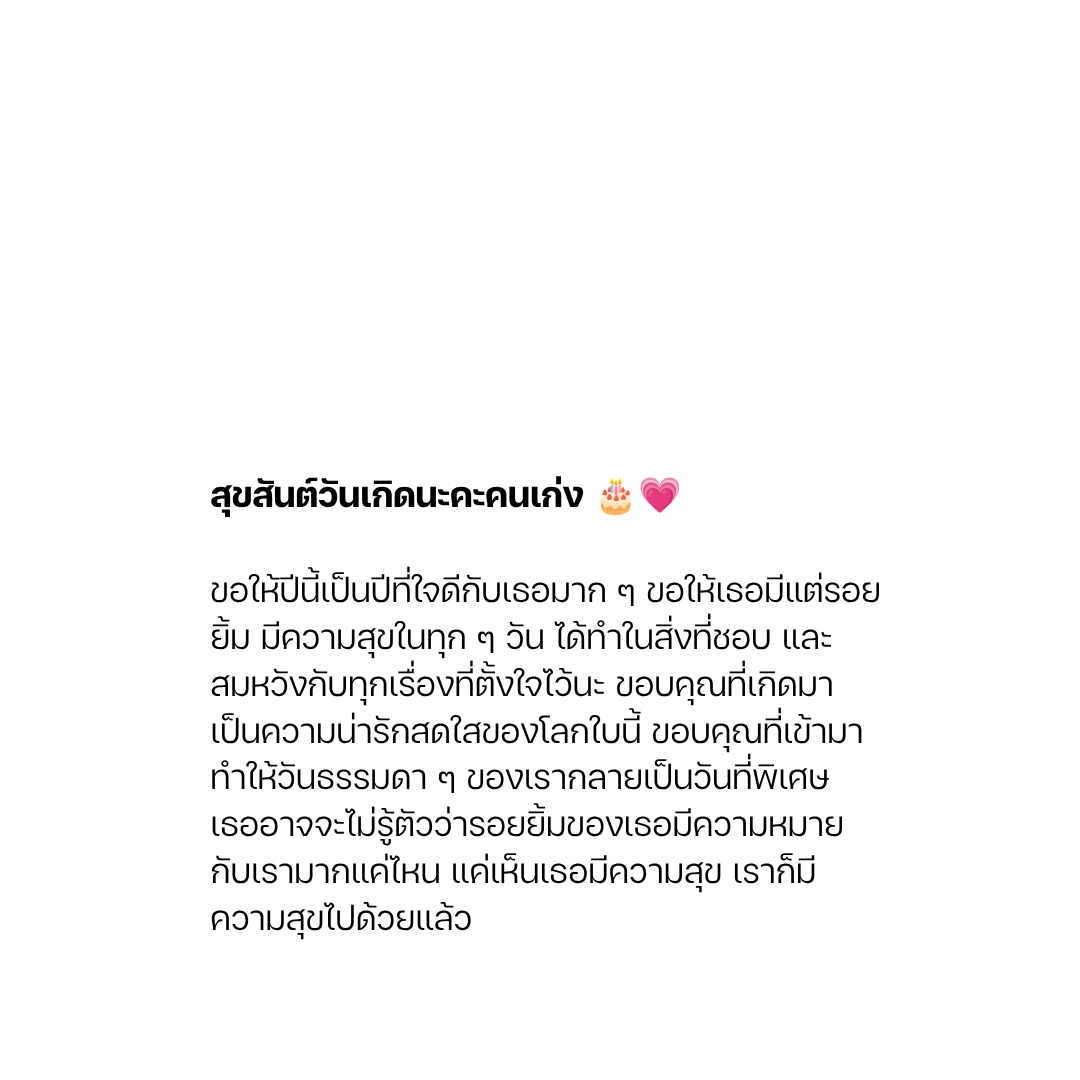 สุขสันต์วันเกิดนะคะคนเก่ง 🎂💗
ขอให้ปีนี้เป็นปีที่ใจดีกับเธอมาก ๆ ขอให้เธอมีแต่รอย
ยิ้ม มีความสุขในทุก ๆ วัน ได้ทำในสิ่งที่ชอบ และ
สมหวังกับทุกเรื่องที่ตั้งใจไว้นะ ขอบคุณที่เกิดมา
เป็นความน่ารักสดใสของโลกใบนี้ ขอบคุณที่เข้ามา
ทำให้วันธรรมดา ๆ ของเรากลายเป็นวันที่พิเศษ
เธออาจจะไม่รู้ตัวว่ารอยยิ้มของเธอมีความหมาย
กับเรามากแค่ไหน แค่เห็นเธอมีความสุข เราก็มี
ความสุขไปด้วยแล้ว